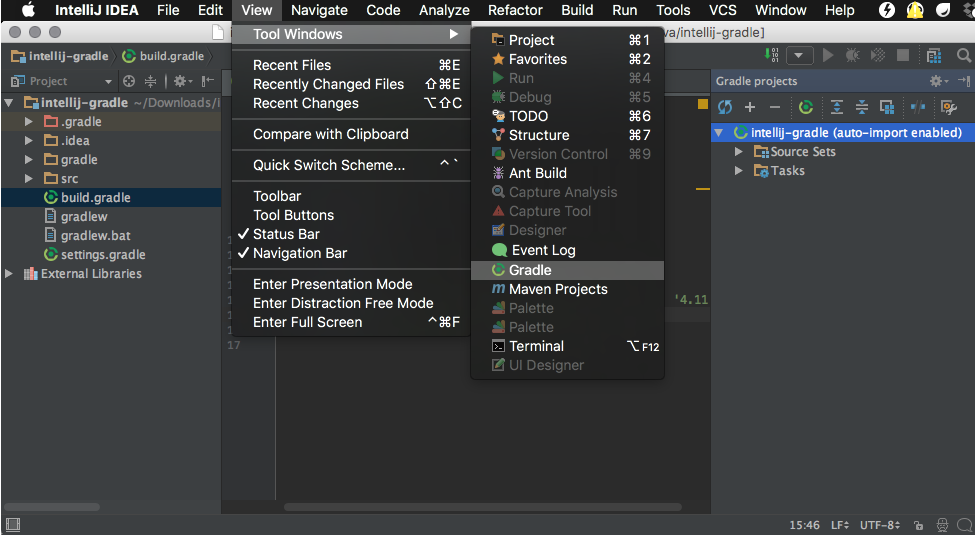 IntelliJ IDEA File Edit View Navigate Code Analyze Refactor Build Run Tools VCS Window Help
Tool Windows
Recent Files ⌘E
Recently Changed Files ⇧⌘E
Recent Changes ⌥⇧C
Compare with Clipboard
Quick Switch Scheme... ^`
Toolbar
Tool Buttons
✓ Status Bar
✓ Navigation Bar
Enter Presentation Mode
Enter Distraction Free Mode
Enter Full Screen ^⌘F
Project ⌘1
Favorites ⌘2
Run ⌘4
Debug ⌘5
TODO ⌘6
Structure ⌘7
Version Control ⌘9
Ant Build
Capture Analysis
Capture Tool
Designer
Event Log
Gradle
Maven Projects
Palette
Palette
Terminal ⌥F12
UI Designer
va/intellij-gradle]
intellij-gradle build.gradle
Project
intellij-gradle ~/Downloads/i
.gradle
.idea
gradle
src
build.gradle
gradlew
gradlew.bat
settings.gradle
External Libraries
'4.11
17
Gradle projects
intellij-gradle (auto-import enabled)
Source Sets
Tasks
15:46 LF UTF-8